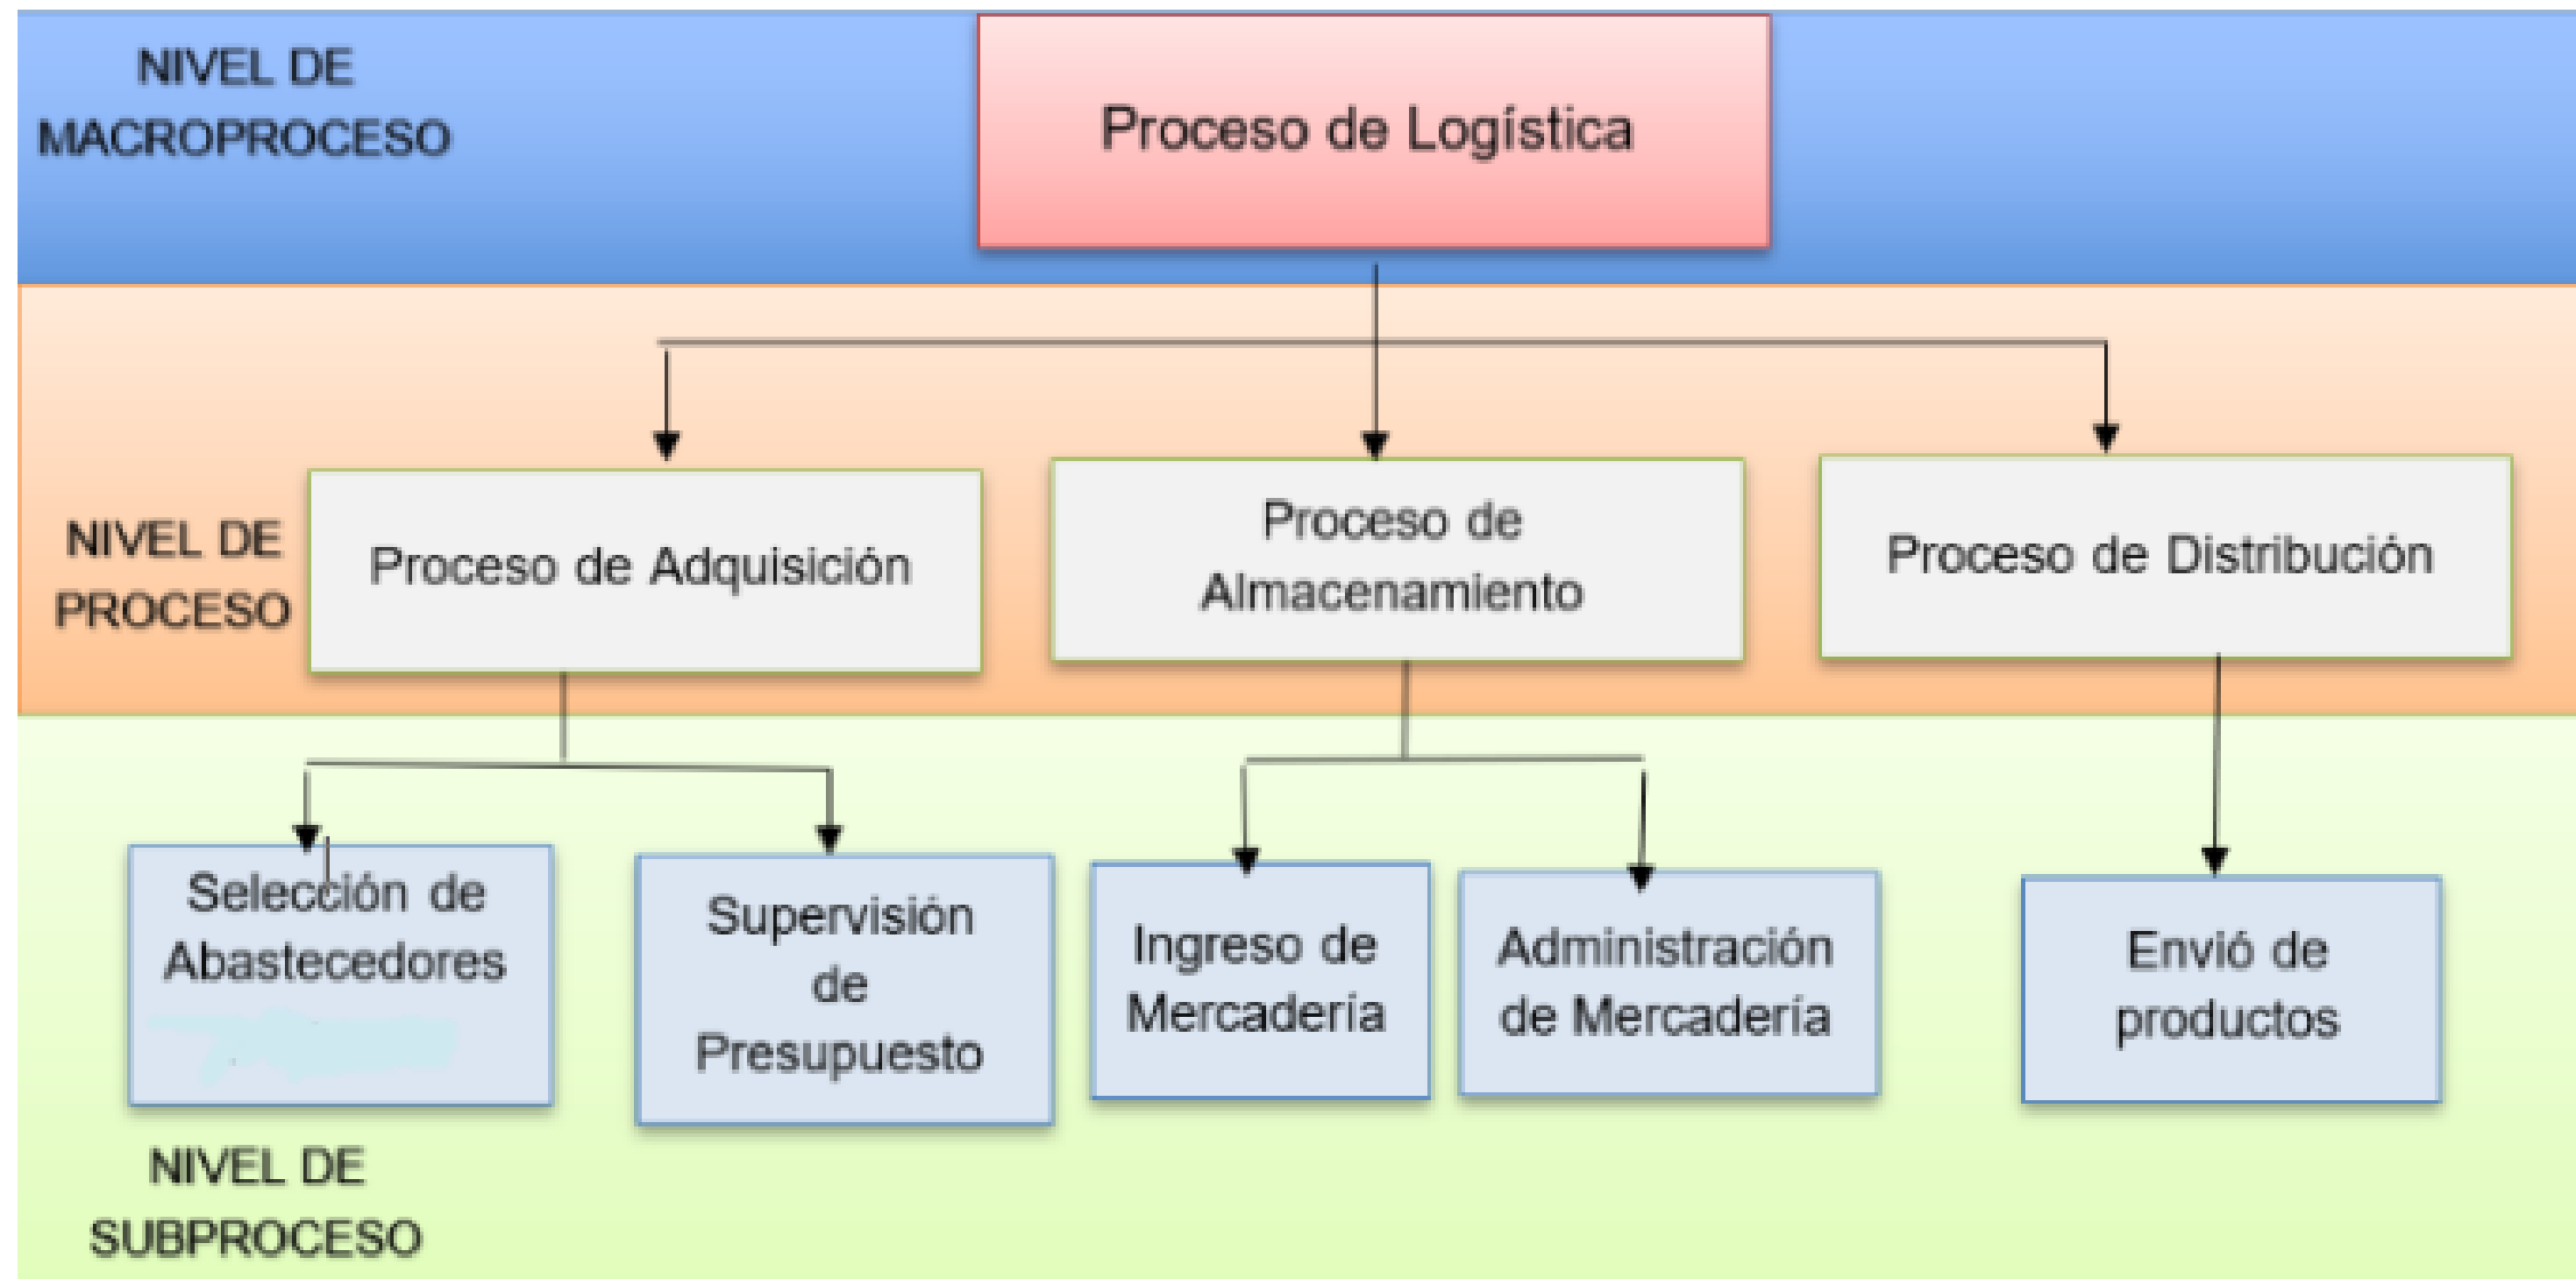 NIVEL DE
MACROPROCESO
Proceso de Logística
NIVEL DE
PROCESO
Proceso de Adquisición
Proceso de
Almacenamiento
Proceso de Distribución
Selección de
Abastecedores
Supervisión
de
Presupuesto
Ingreso de
Mercadería
Administración
de Mercadería
Envió de
productos
NIVEL DE
SUBPROCESO